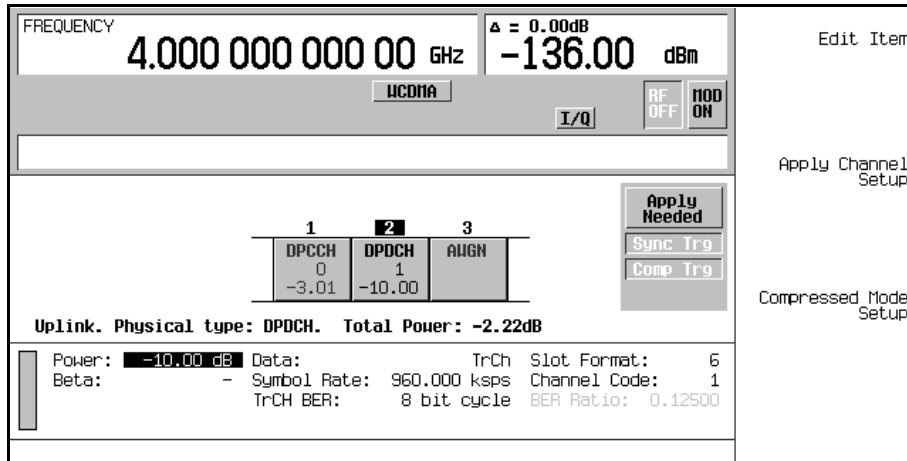 FREQUENCY
4.000 000 000 00 GHz
Δ = 0.00dB
-136.00 dBm
WCDMA
I/Q
RF OFF
MOD ON
Edit Item
Apply Channel Setup
Compressed Mode Setup
Apply Needed
Sync Trg
Comp Trg
1 2 3
DPCCH DPDCH AWGN
0 1
-3.01 -10.00
Uplink. Physical type: DPDCH. Total Power: -2.22dB
Power: -10.00 dB Data: TrCh Slot Format: 6
Beta: - Symbol Rate: 960.000 ksps Channel Code: 1
TrCH BER: 8 bit cycle BER Ratio: 0.12500